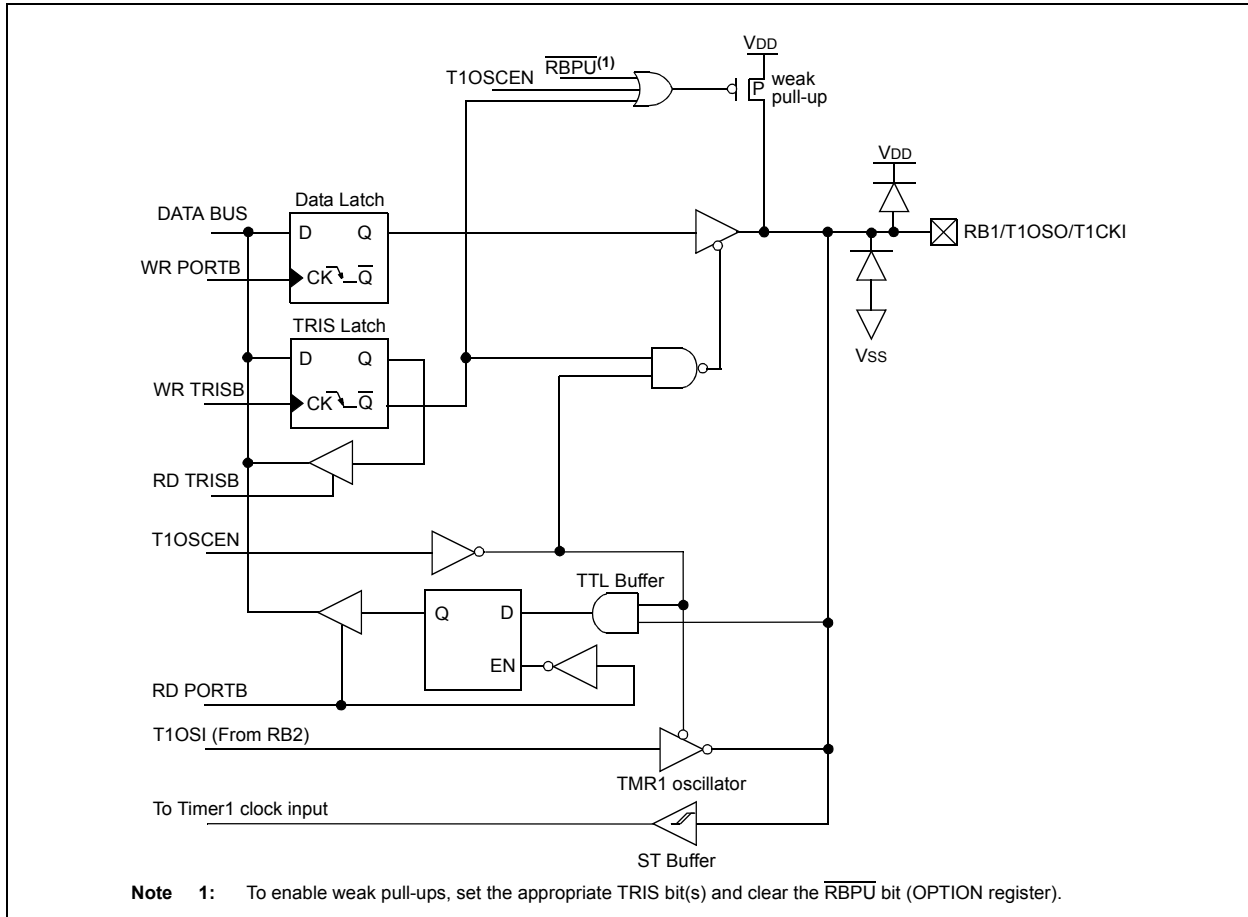 VDD
R̅B̅P̅U̅(1)
T1OSCEN
P
weak
pull-up
VDD
Data Latch
DATA BUS
D Q
RB1/T1OSO/T1CKI
WR PORTB
CK Q̅
TRIS Latch
VSS
D Q
WR TRISB
CK Q̅
RD TRISB
T1OSCEN
TTL Buffer
Q D
EN
RD PORTB
T1OSI (From RB2)
TMR1 oscillator
To Timer1 clock input
ST Buffer
Note 1: To enable weak pull-ups, set the appropriate TRIS bit(s) and clear the R̅B̅P̅U̅ bit (OPTION register).